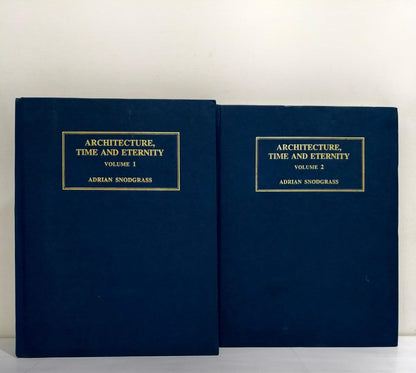 ARCHITECTURE,
TIME AND ETERNITY
VOLUME 1
ADRIAN SNODGRASS
ARCHITECTURE,
TIME AND ETERNITY
VOLUME 2
ADRIAN SNODGRASS